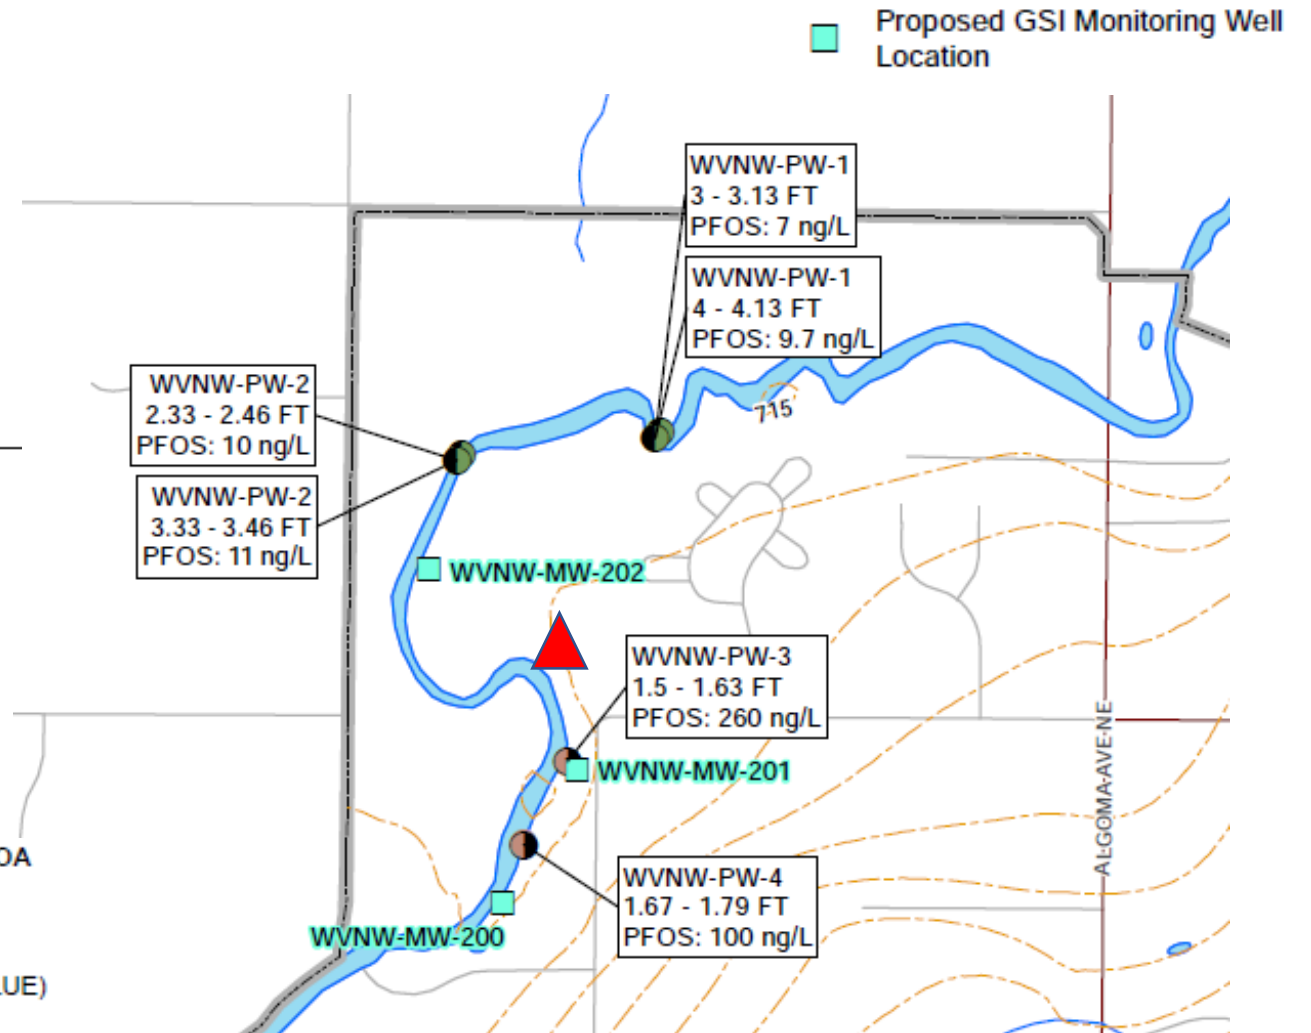 Proposed GSI Monitoring Well
Location
WVNW-PW-1
3 - 3.13 FT
PFOS: 7 ng/L
WVNW-PW-1
4 - 4.13 FT
PFOS: 9.7 ng/L
WVNW-PW-2
2.33 - 2.46 FT
PFOS: 10 ng/L
WVNW-PW-2
3.33 - 3.46 FT
PFOS: 11 ng/L
715
WVNW-MW-202
WVNW-PW-3
1.5 - 1.63 FT
PFOS: 260 ng/L
WVNW-MW-201
ALGOMA AVE NE
WVNW-PW-4
1.67 - 1.79 FT
PFOS: 100 ng/L
WVNW-MW-200
OA
LUE)